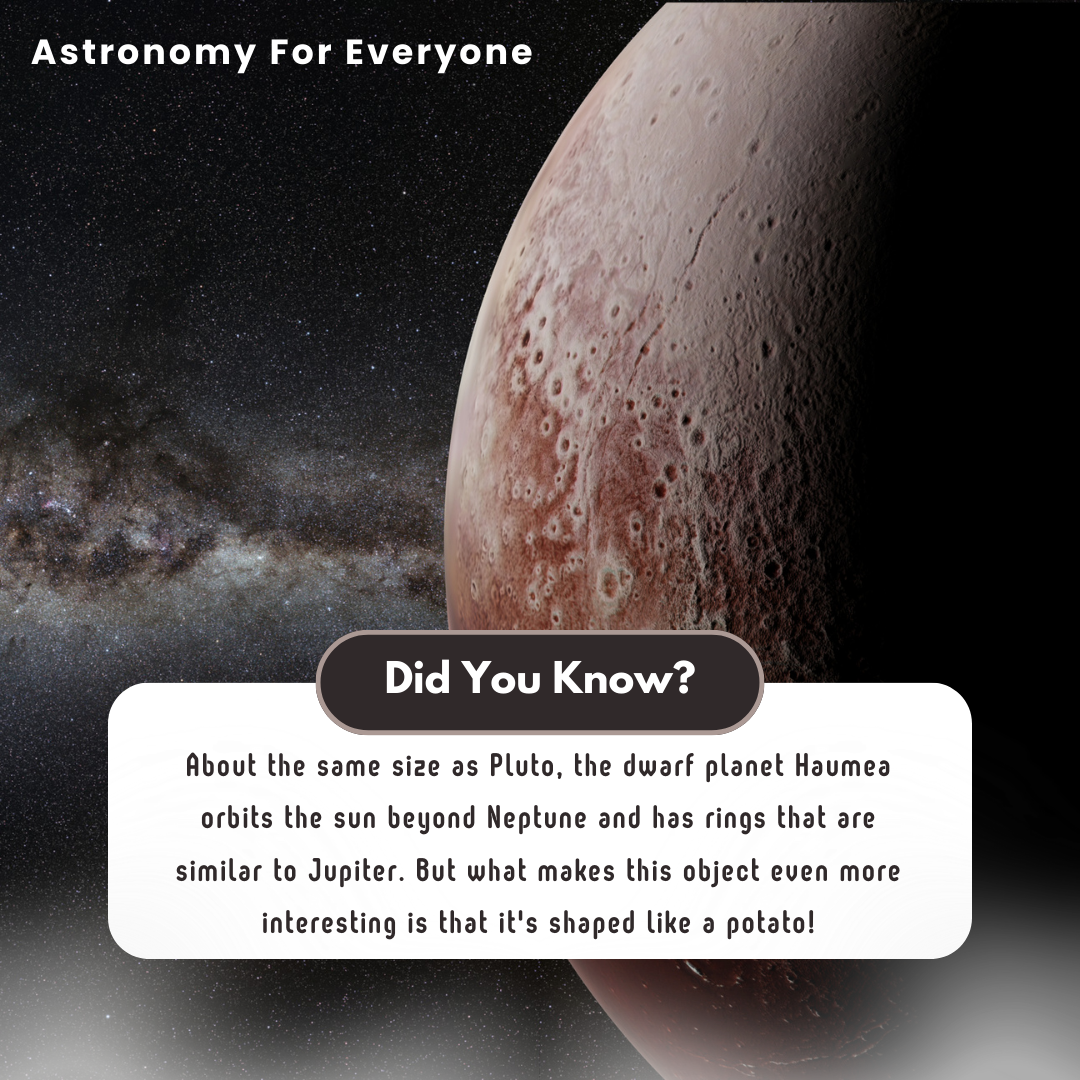 Astronomy For Everyone
Did You Know?
About the same size as Pluto, the dwarf planet Haumea
orbits the sun beyond Neptune and has rings that are
similar to Jupiter. But what makes this object even more
interesting is that it's shaped like a potato!